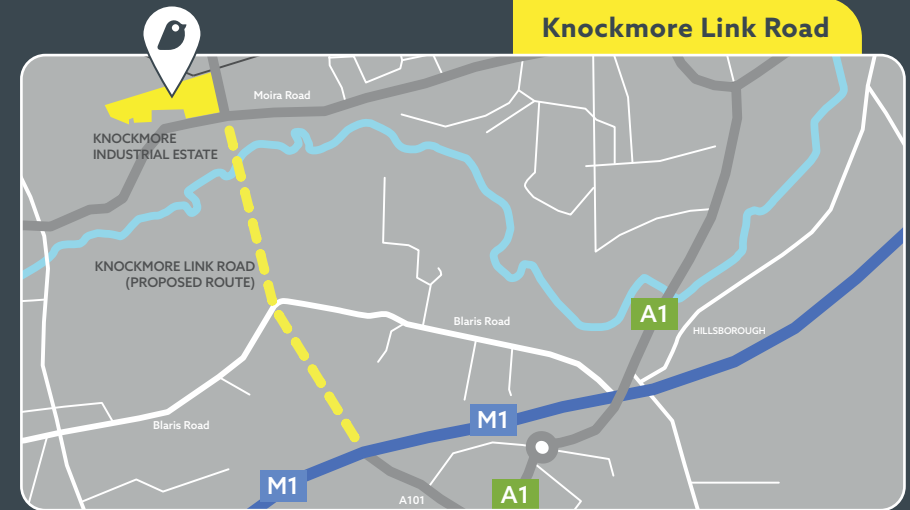 Knockmore Link Road
Moira Road
KNOCKMORE
INDUSTRIAL ESTATE
KNOCKMORE LINK ROAD
(PROPOSED ROUTE)
A1
Blaris Road
HILLSBOROUGH
M1
Blaris Road
M1
A101
A1